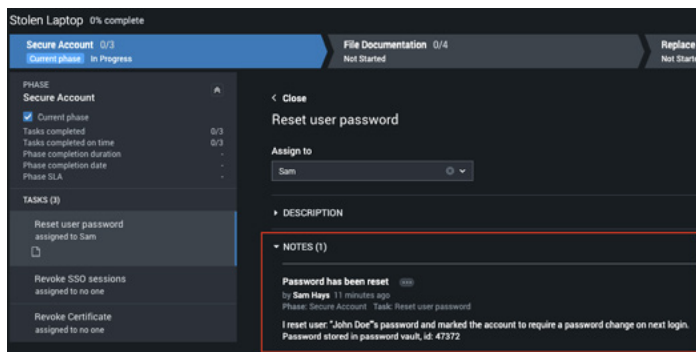 Stolen Laptop 0% complete
Secure Account 0/3
Current phase In Progress
File Documentation 0/4
Not Started
Replace
Not Start
PHASE
Secure Account
Current phase
Tasks completed 0/3
Tasks completed on time 0/3
Phase completion duration -
Phase completion date -
Phase SLA -
TASKS (3)
Reset user password
assigned to Sam
Revoke SSO sessions
assigned to no one
Revoke Certificate
assigned to no one
< Close
Reset user password
Assign to
Sam
DESCRIPTION
NOTES (1)
Password has been reset
by Sam Hays 11 minutes ago
Phase: Secure Account Task: Reset user password
I reset user: "John Doe"'s password and marked the account to require a password change on next login.
Password stored in password vault, id: 47372